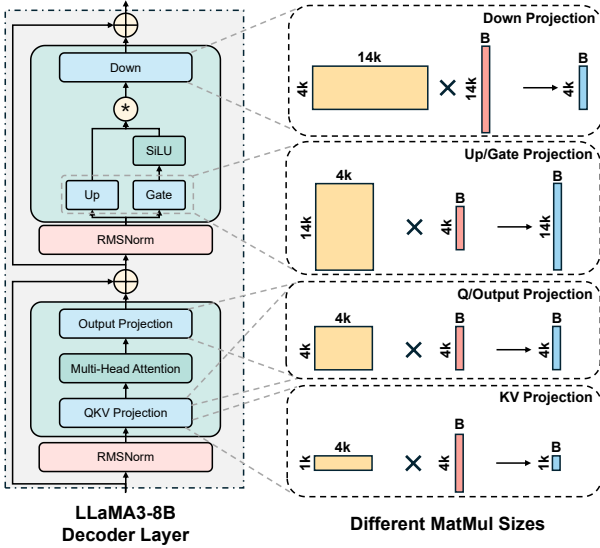 Down
*
SiLU
Up
Gate
RMSNorm
Output Projection
Multi-Head Attention
QKV Projection
RMSNorm
LLaMA3-8B
Decoder Layer
Down Projection
14k
4k
B
14k
B
4k
Up/Gate Projection
4k
14k
B
4k
B
14k
Q/Output Projection
4k
4k
B
4k
B
4k
KV Projection
4k
1k
B
4k
B
1k
Different MatMul Sizes